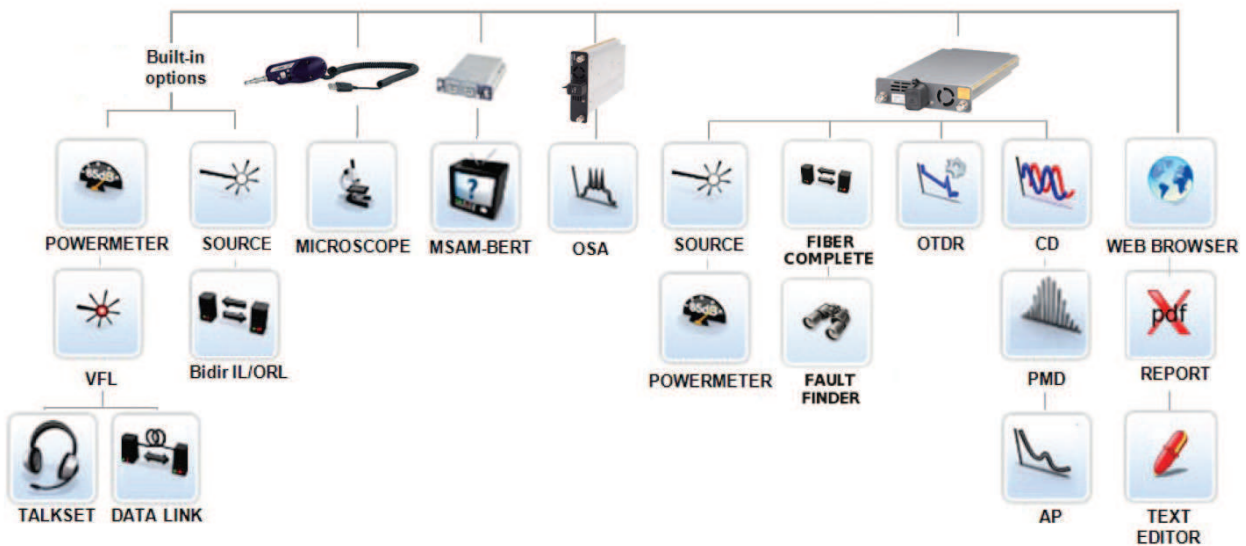 Built-in
options
POWERMETER
SOURCE
MICROSCOPE
MSAM-BERT
OSA
SOURCE
FIBER
COMPLETE
OTDR
CD
WEB BROWSER
VFL
Bidir IL/ORL
POWERMETER
FAULT
FINDER
PMD
pdf
REPORT
TALKSET
DATA LINK
AP
TEXT
EDITOR